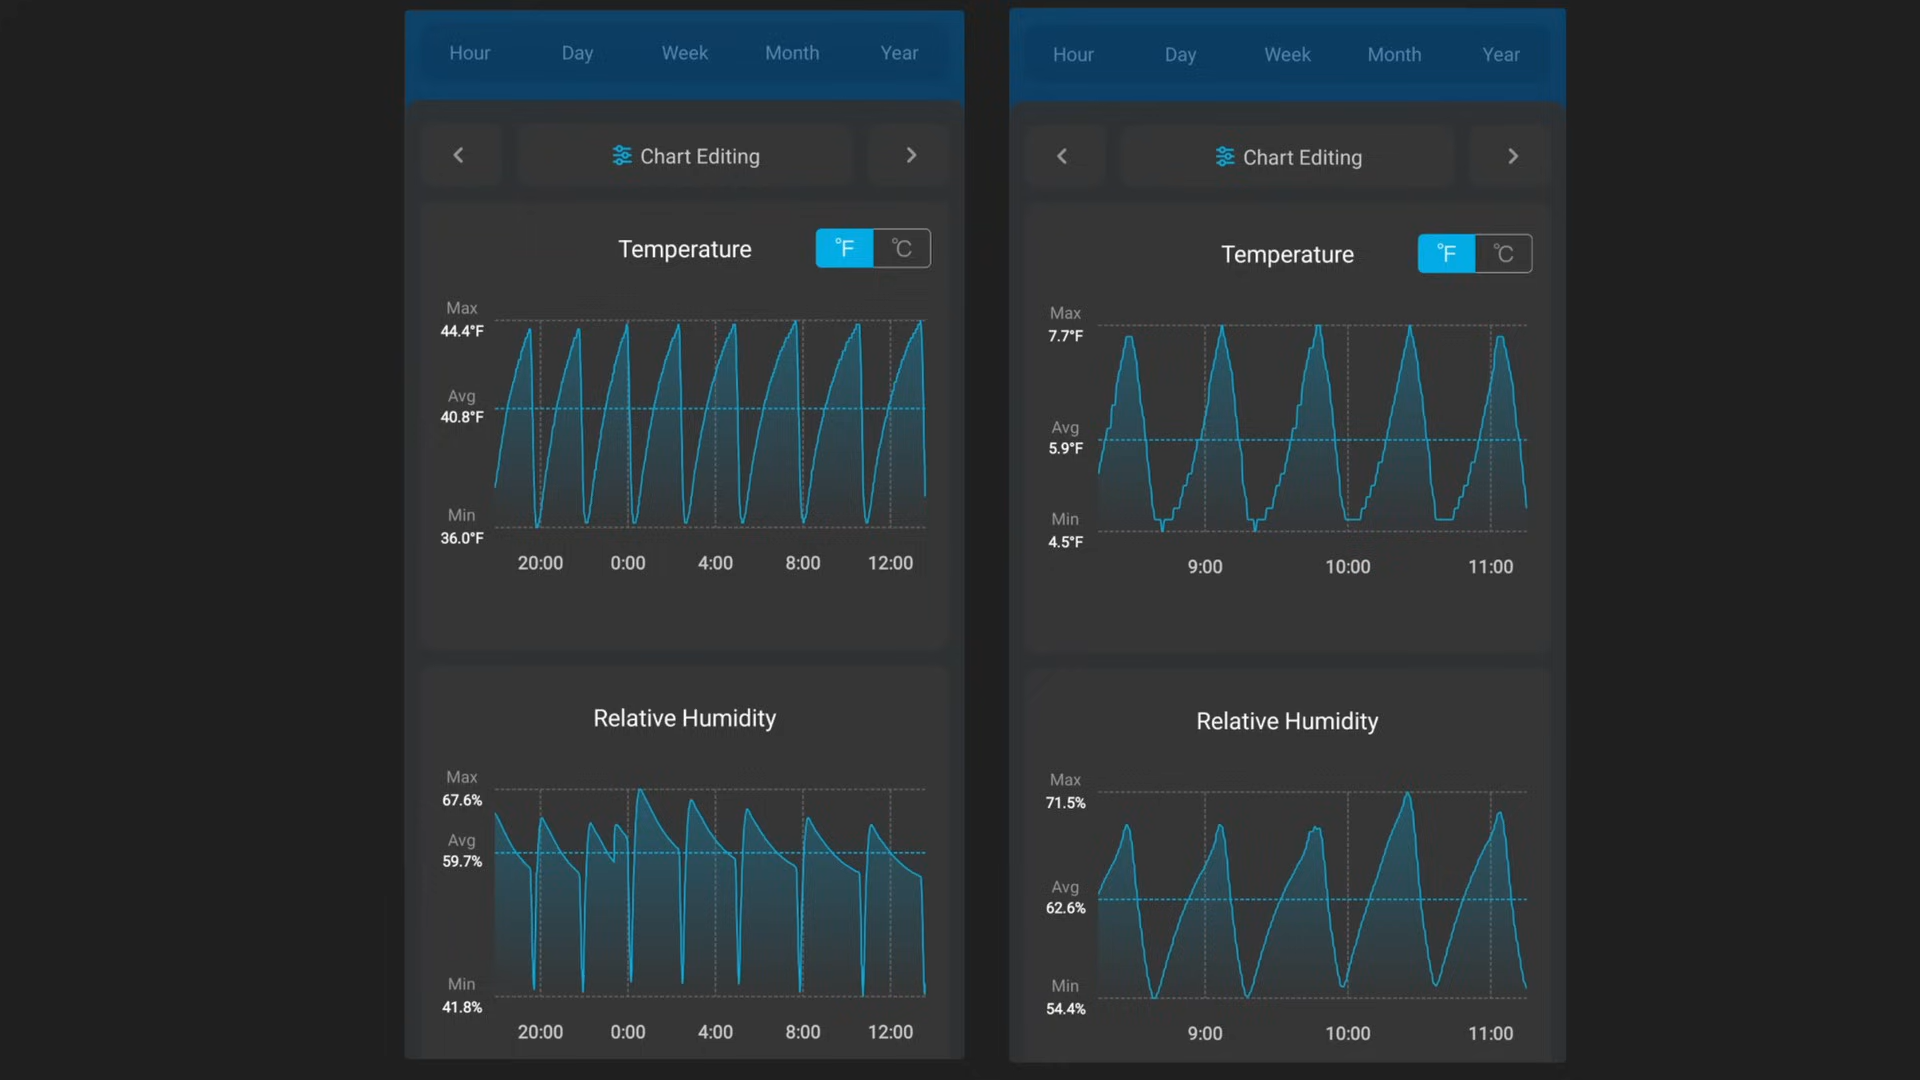 Hour Day Week Month Year
Chart Editing
Temperature °F °C
Max
44.4°F
Avg
40.8°F
Min
36.0°F
20:00 0:00 4:00 8:00 12:00
Relative Humidity
Max
67.6%
Avg
59.7%
Min
41.8%
20:00 0:00 4:00 8:00 12:00
Hour Day Week Month Year
Chart Editing
Temperature °F °C
Max
7.7°F
Avg
5.9°F
Min
4.5°F
9:00 10:00 11:00
Relative Humidity
Max
71.5%
Avg
62.6%
Min
54.4%
9:00 10:00 11:00